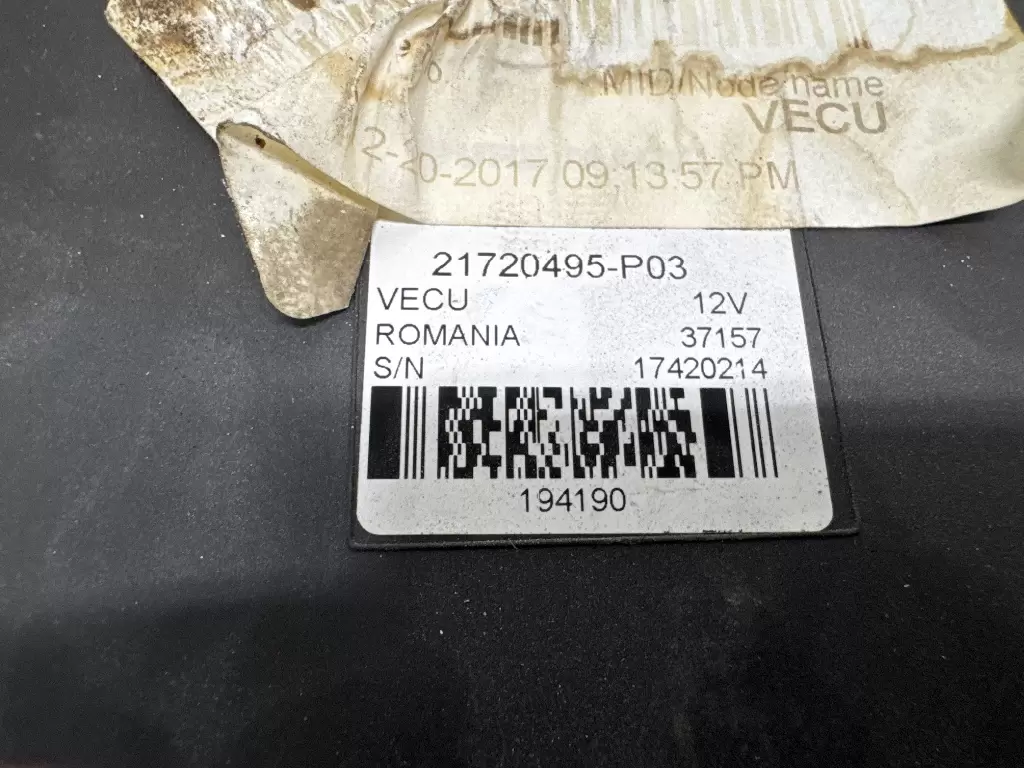 MID/Node name
VECU
2-20-2017 09:13:57 PM
21720495-P03
VECU 12V
ROMANIA 37157
S/N 17420214
194190